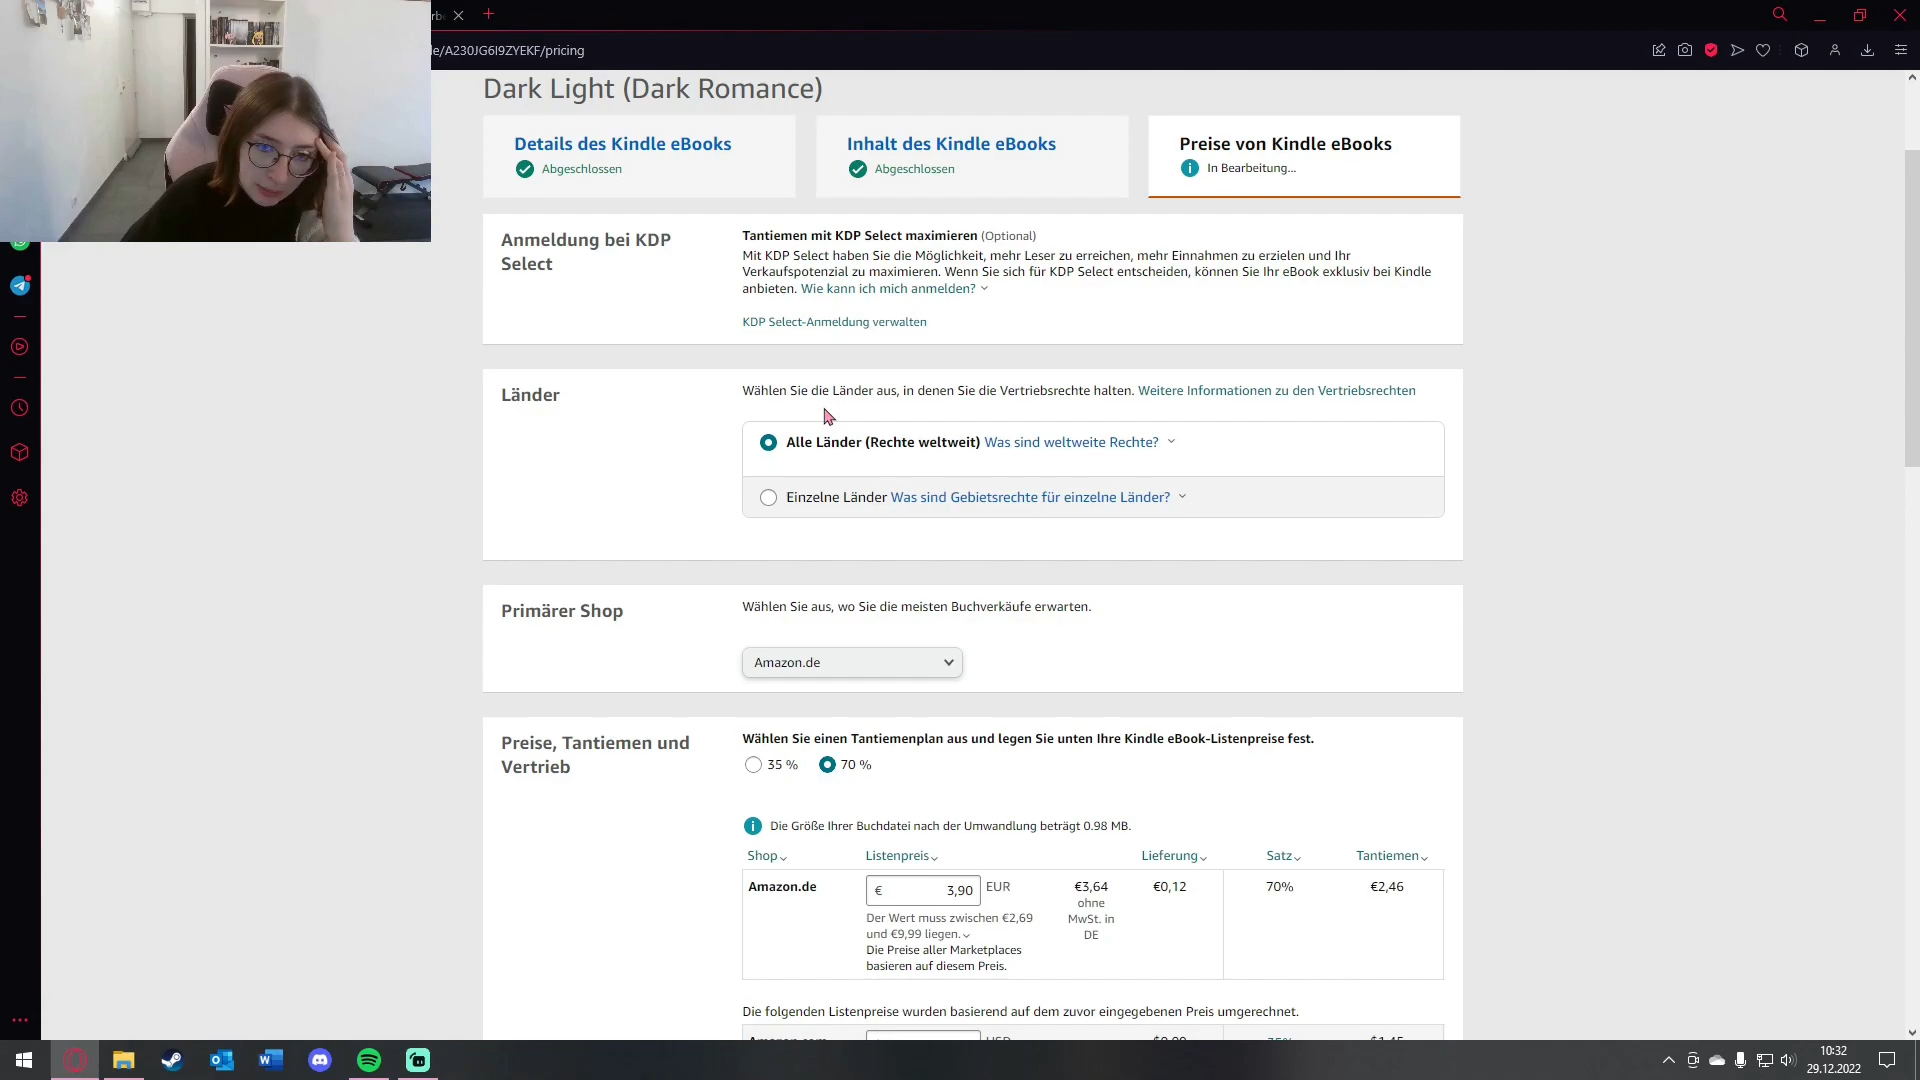 rbe
le/A230JG6I9ZYEKF/pricing
Dark Light (Dark Romance)
Details des Kindle eBooks
Abgeschlossen
Inhalt des Kindle eBooks
Abgeschlossen
Preise von Kindle eBooks
In Bearbeitung...
Anmeldung bei KDP
Select
Tantiemen mit KDP Select maximieren (Optional)
Mit KDP Select haben Sie die Möglichkeit, mehr Leser zu erreichen, mehr Einnahmen zu erzielen und Ihr
Verkaufspotenzial zu maximieren. Wenn Sie sich für KDP Select entscheiden, können Sie Ihr eBook exklusiv bei Kindle
anbieten. Wie kann ich mich anmelden?
KDP Select-Anmeldung verwalten
Länder
Wählen Sie die Länder aus, in denen Sie die Vertriebsrechte halten. Weitere Informationen zu den Vertriebsrechten
Alle Länder (Rechte weltweit) Was sind weltweite Rechte?
Einzelne Länder Was sind Gebietsrechte für einzelne Länder?
Primärer Shop
Wählen Sie aus, wo Sie die meisten Buchverkäufe erwarten.
Amazon.de
Preise, Tantiemen und
Vertrieb
Wählen Sie einen Tantiemenplan aus und legen Sie unten Ihre Kindle eBook-Listenpreise fest.
35 % 70 %
Die Größe Ihrer Buchdatei nach der Umwandlung beträgt 0.98 MB.
Shop Listenpreis Lieferung Satz Tantiemen
Amazon.de € 3,90 EUR €3,64 €0,12 70% €2,46
ohne
MwSt. in
DE
Der Wert muss zwischen €2,69
und €9,99 liegen.
Die Preise aller Marketplaces
basieren auf diesem Preis.
Die folgenden Listenpreise wurden basierend auf dem zuvor eingegebenen Preis umgerechnet.
10:32
29.12.2022